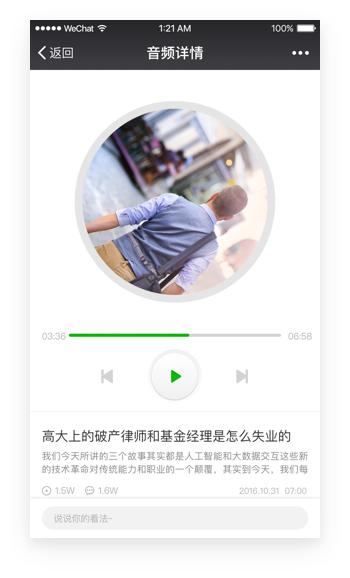 WeChat 1:21 AM 100%
返回 音频详情
03:36 06:58
高大上的破产律师和基金经理是怎么失业的
我们今天所讲的三个故事其实都是人工智能和大数据交互这些新
的技术革命对传统能力和职业的一个颠覆，其实到今天，我们每
1.5W 1.6W 2016.10.31 07:00
说说你的看法~